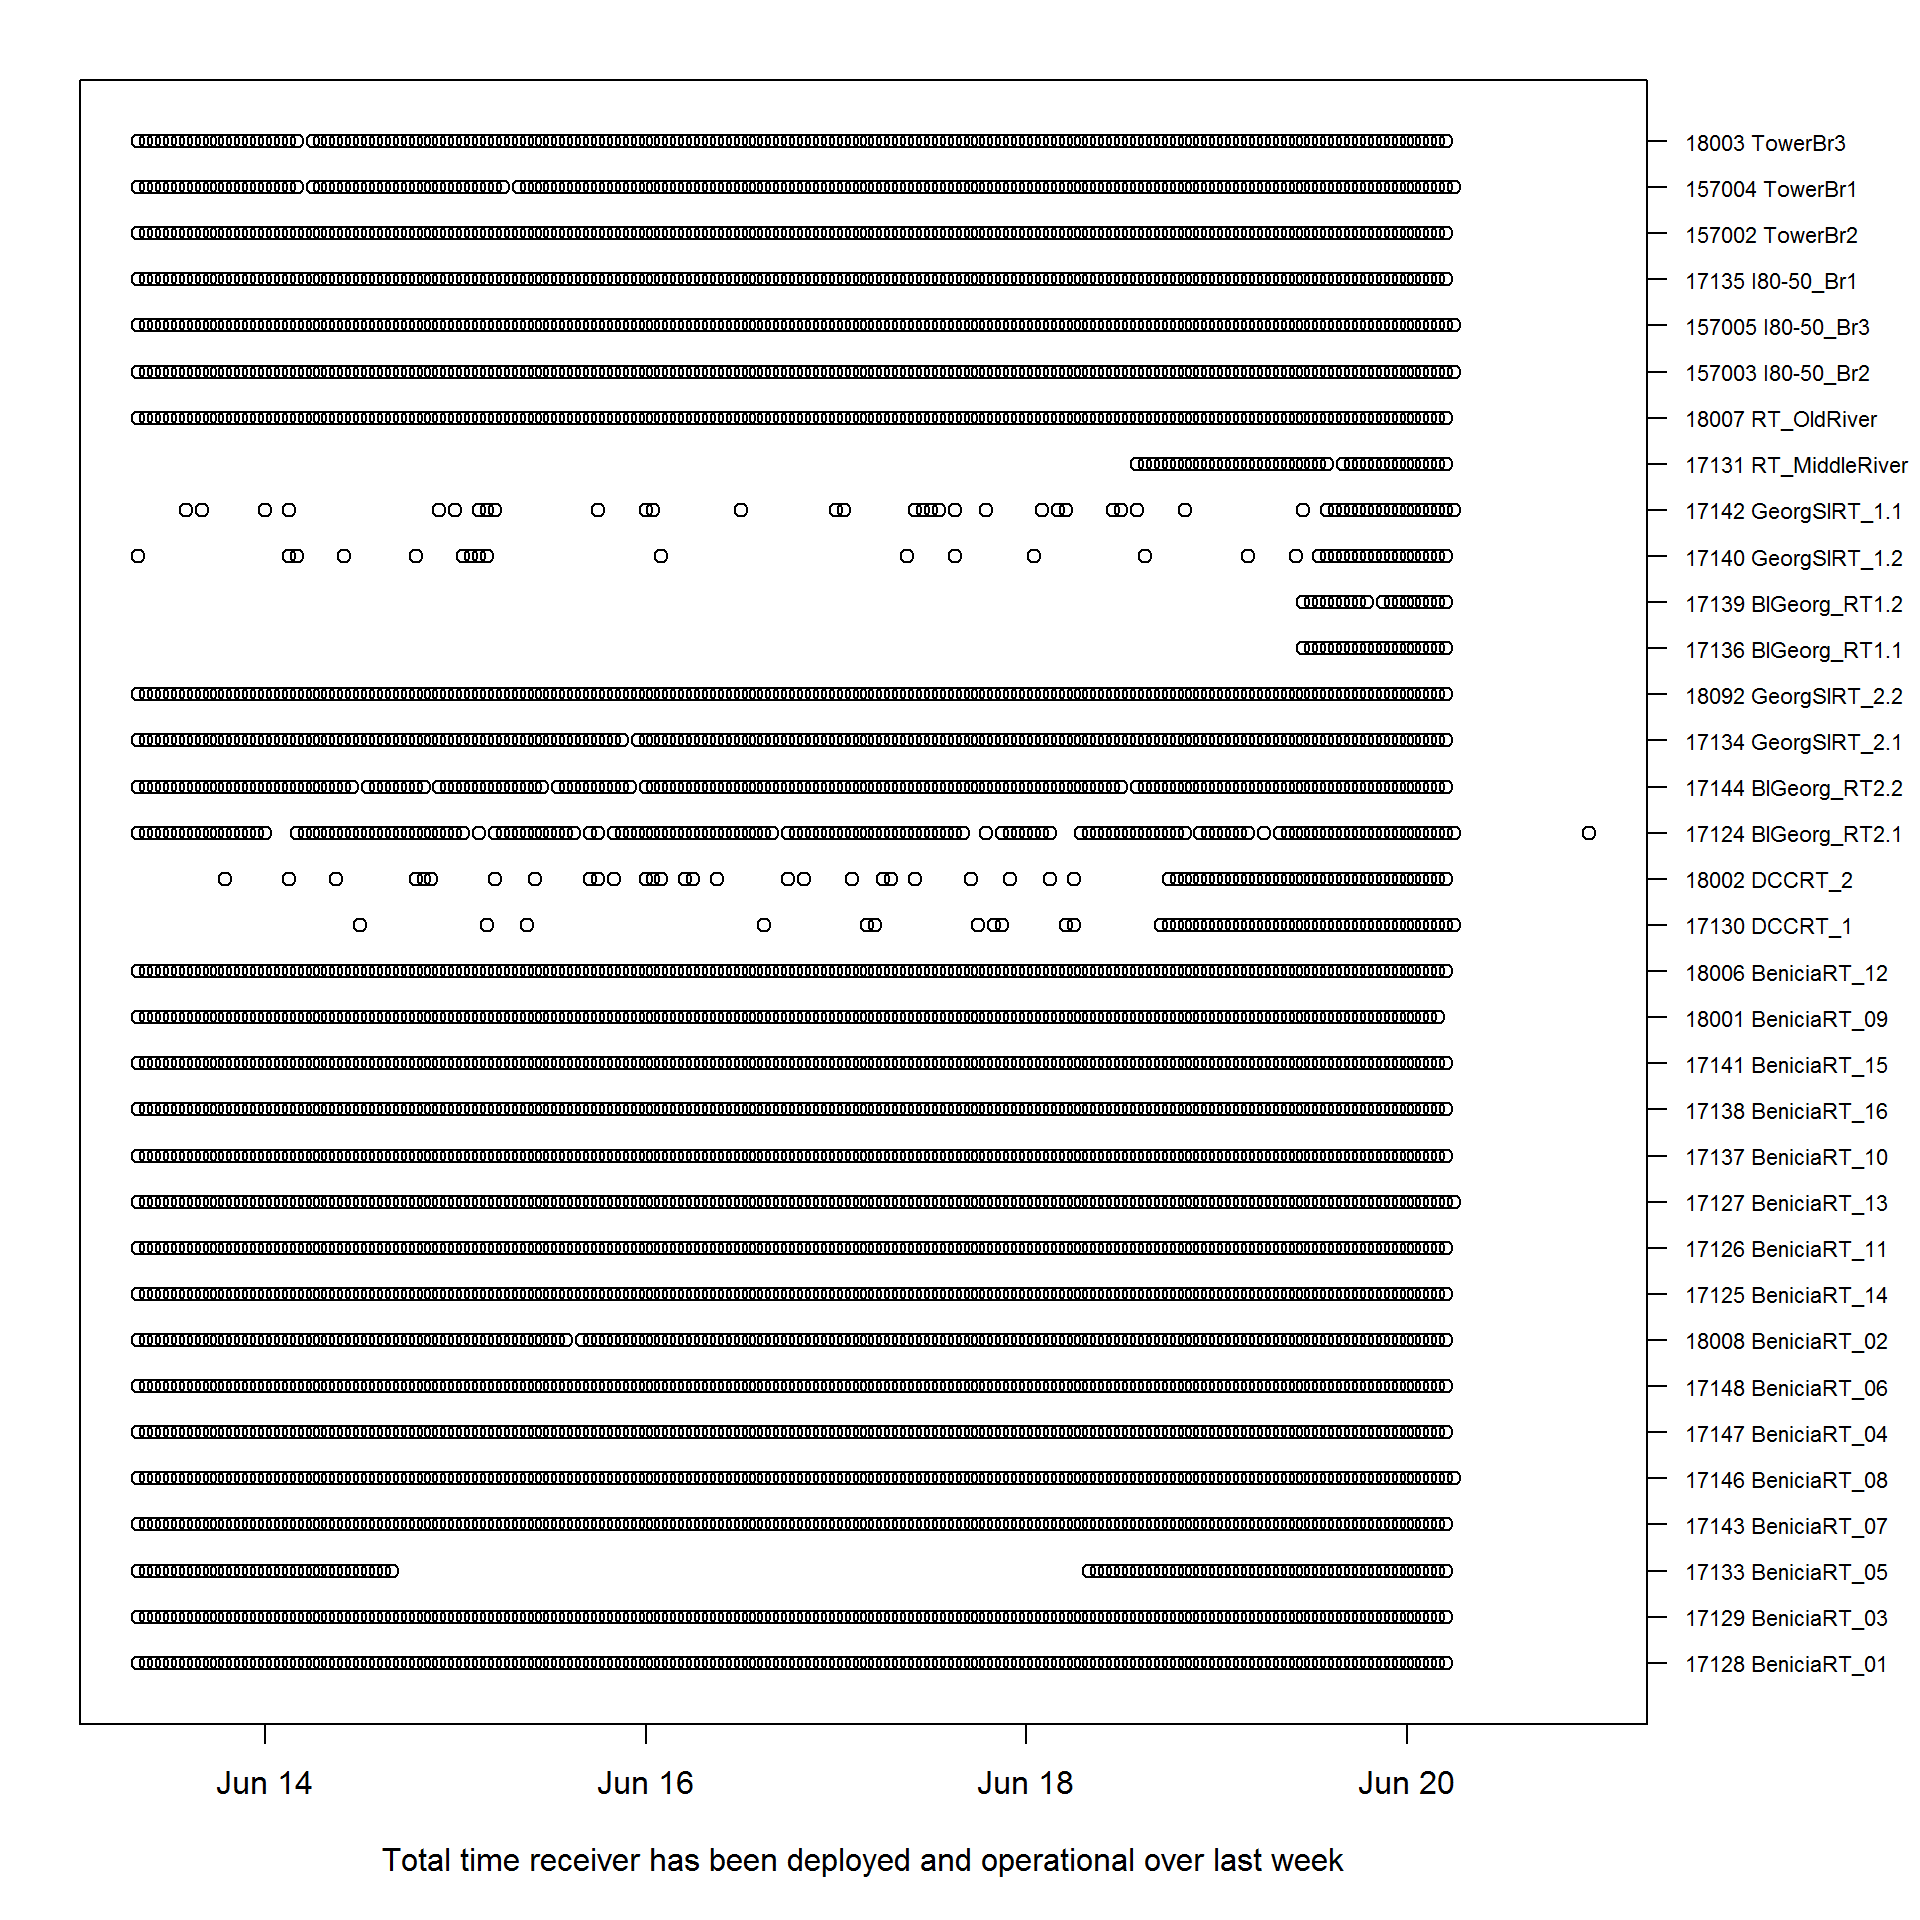 18003 TowerBr3
157004 TowerBr1
157002 TowerBr2
17135 I80-50_Br1
157005 I80-50_Br3
157003 I80-50_Br2
18007 RT_OldRiver
17131 RT_MiddleRiver
17142 GeorgSlRT_1.1
17140 GeorgSlRT_1.2
17139 BlGeorg_RT1.2
17136 BlGeorg_RT1.1
18092 GeorgSlRT_2.2
17134 GeorgSlRT_2.1
17144 BlGeorg_RT2.2
17124 BlGeorg_RT2.1
18002 DCCRT_2
17130 DCCRT_1
18006 BeniciaRT_12
18001 BeniciaRT_09
17141 BeniciaRT_15
17138 BeniciaRT_16
17137 BeniciaRT_10
17127 BeniciaRT_13
17126 BeniciaRT_11
17125 BeniciaRT_14
18008 BeniciaRT_02
17148 BeniciaRT_06
17147 BeniciaRT_04
17146 BeniciaRT_08
17143 BeniciaRT_07
17133 BeniciaRT_05
17129 BeniciaRT_03
17128 BeniciaRT_01
Jun 14 Jun 16 Jun 18 Jun 20
Total time receiver has been deployed and operational over last week